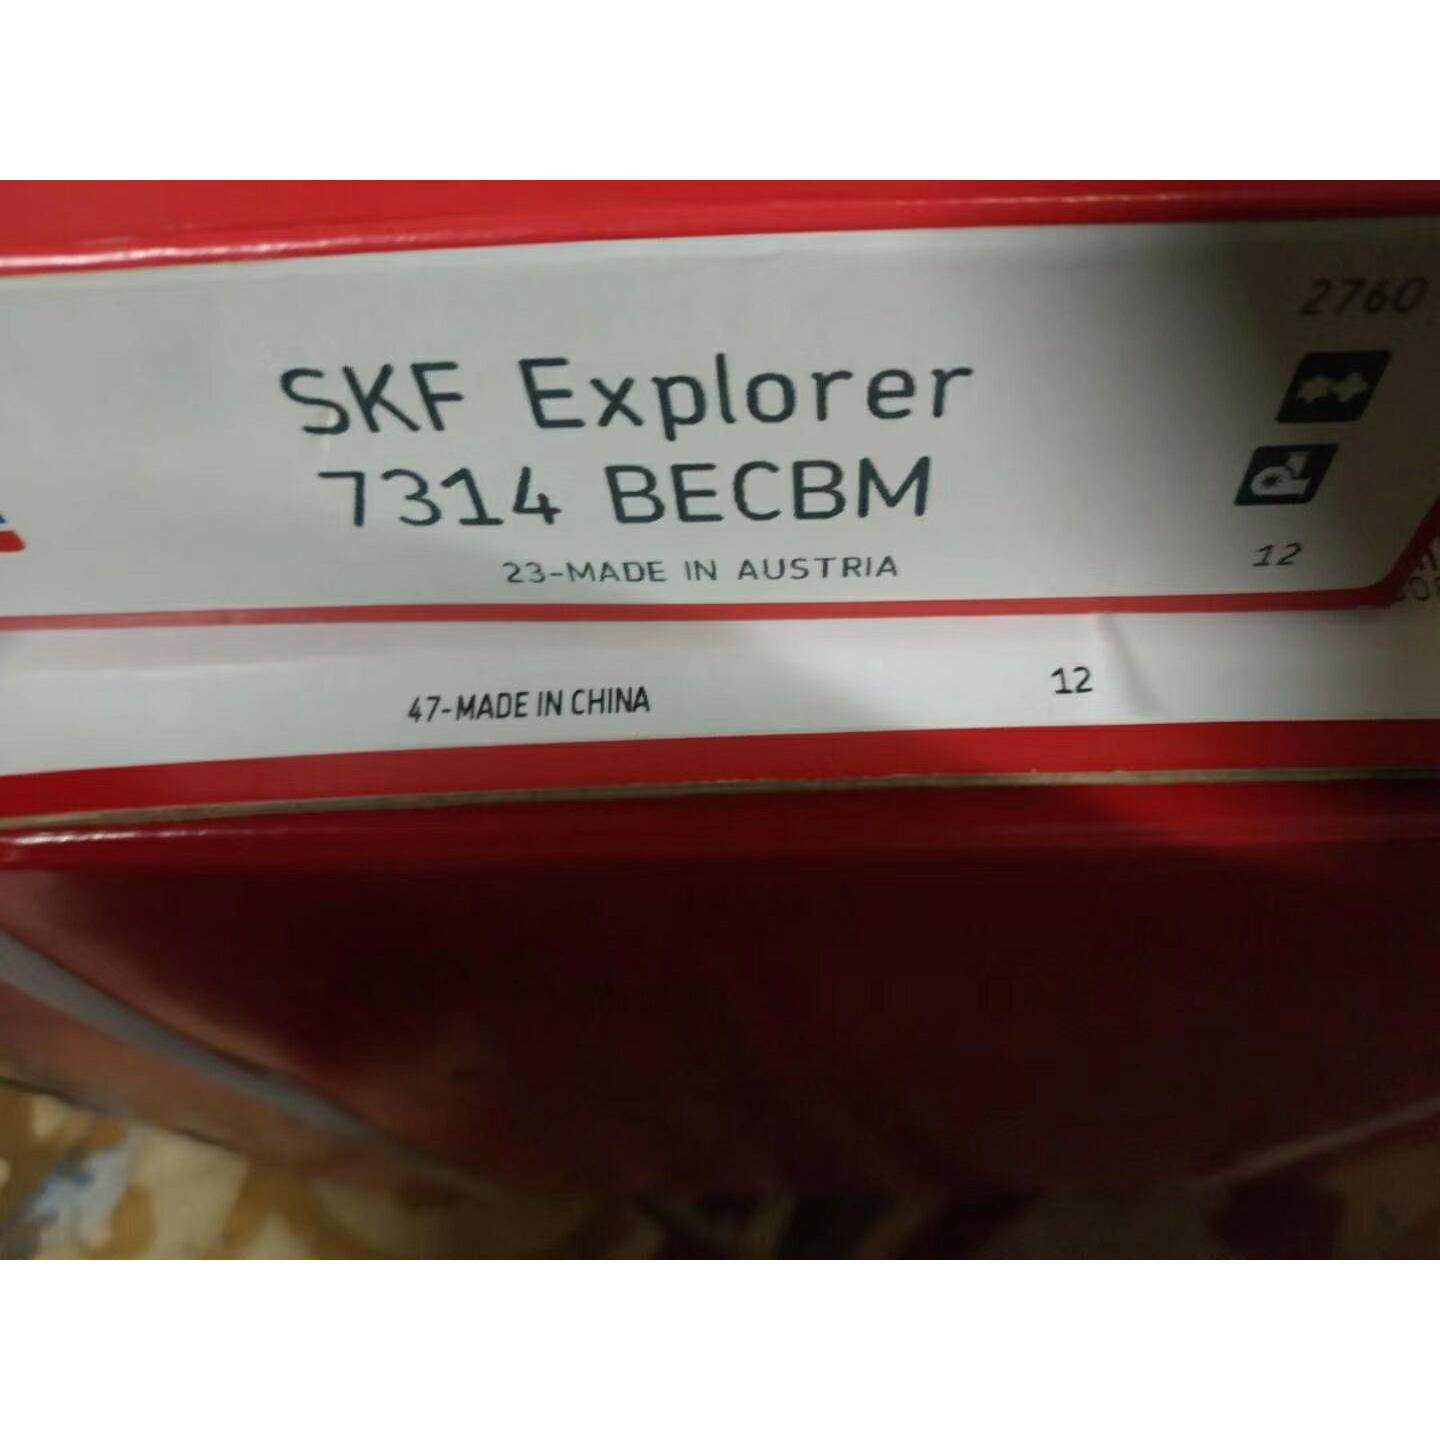 2760
SKF Explorer
7314 BECBM
23-MADE IN AUSTRIA
12
47-MADE IN CHINA
12